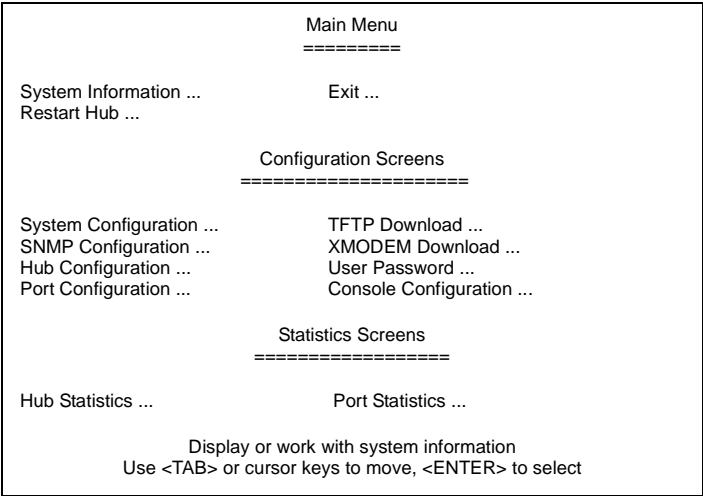 Main Menu
=========
System Information ... Exit ...
Restart Hub ...
Configuration Screens
=====================
System Configuration ... TFTP Download ...
SNMP Configuration ... XMODEM Download ...
Hub Configuration ... User Password ...
Port Configuration ... Console Configuration ...
Statistics Screens
==================
Hub Statistics ... Port Statistics ...
Display or work with system information
Use <TAB> or cursor keys to move, <ENTER> to select